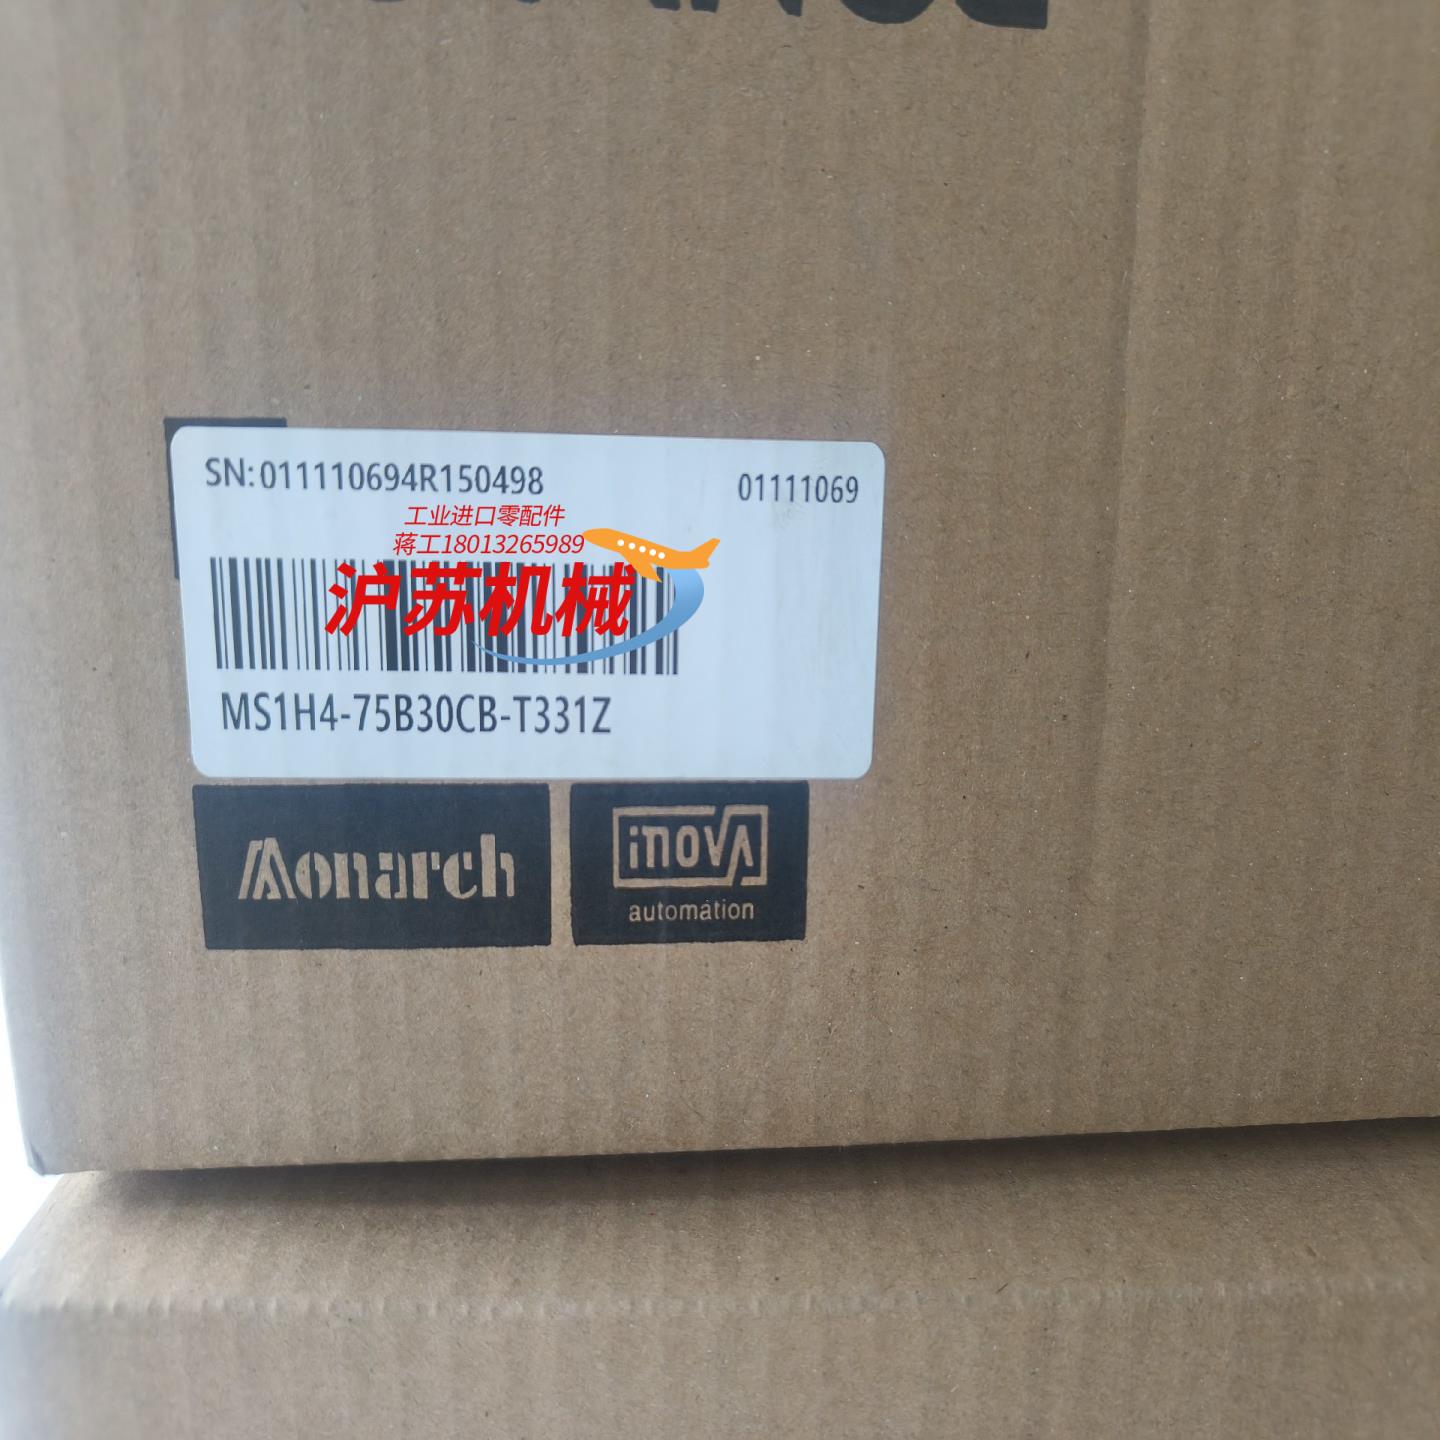 SN:011110694R150498
01111069
工业进口零配件
蒋工18013265989
沪苏机械
MS1H4-75B30CB-T331Z
Monarch
inovA
automation